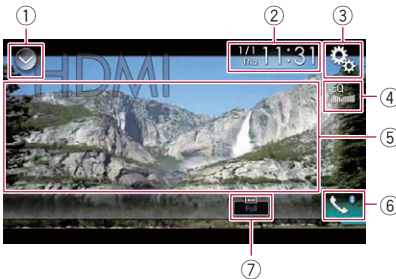 ① ② ③
HDMI
1/1
THU
11:31
EQ
④
⑤
Full
⑥
⑦